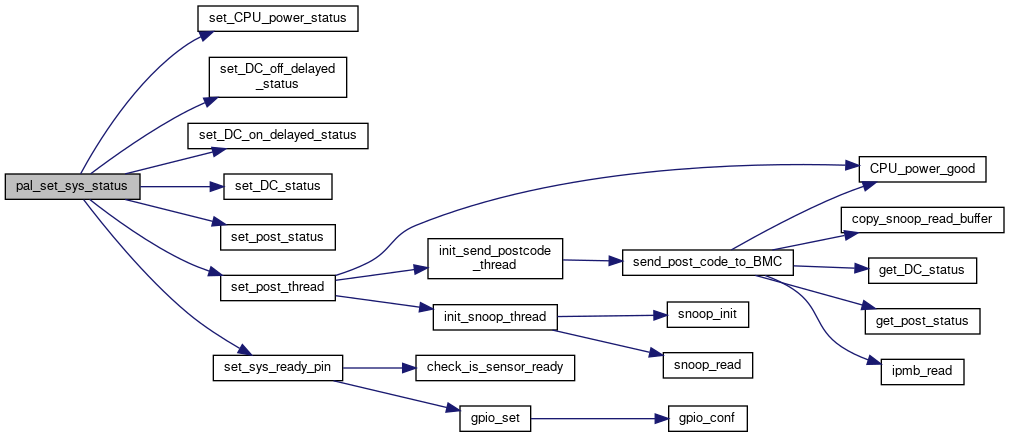 set_CPU_power_status
set_DC_off_delayed
_status
set_DC_on_delayed_status
pal_set_sys_status
set_DC_status
set_post_status
set_post_thread
set_sys_ready_pin
init_send_postcode
_thread
init_snoop_thread
check_is_sensor_ready
gpio_set
send_post_code_to_BMC
snoop_init
snoop_read
gpio_conf
CPU_power_good
copy_snoop_read_buffer
get_DC_status
get_post_status
ipmb_read